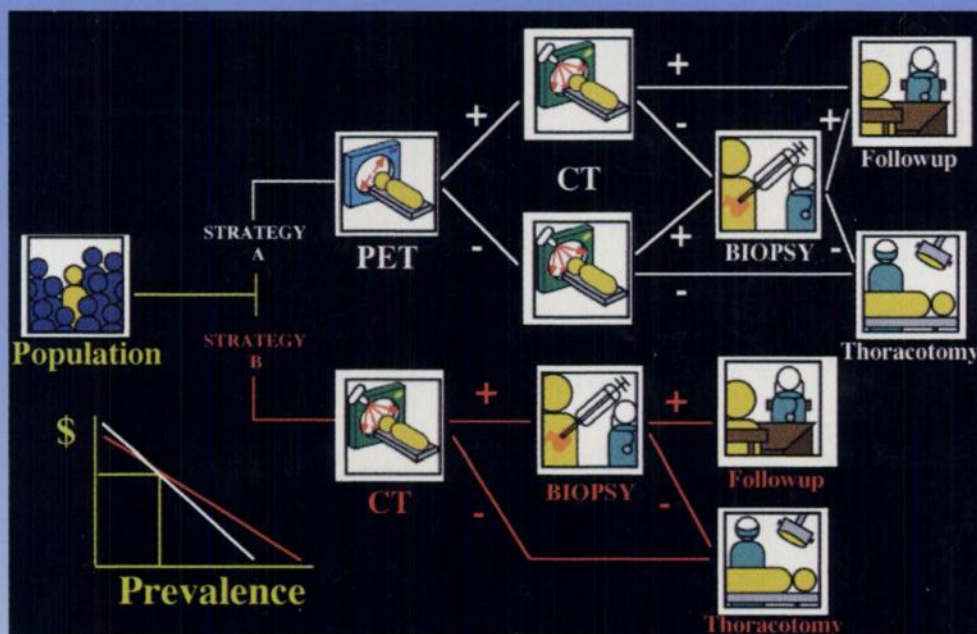 +
+
+
Followup
CT
-
+
STRATEGY
A
PET
-
+
BIOPSY
-
-
Thoracotomy
Population
STRATEGY
B
+
+
CT
BIOPSY
Followup
-
-
Thoracotomy
$
Prevalence